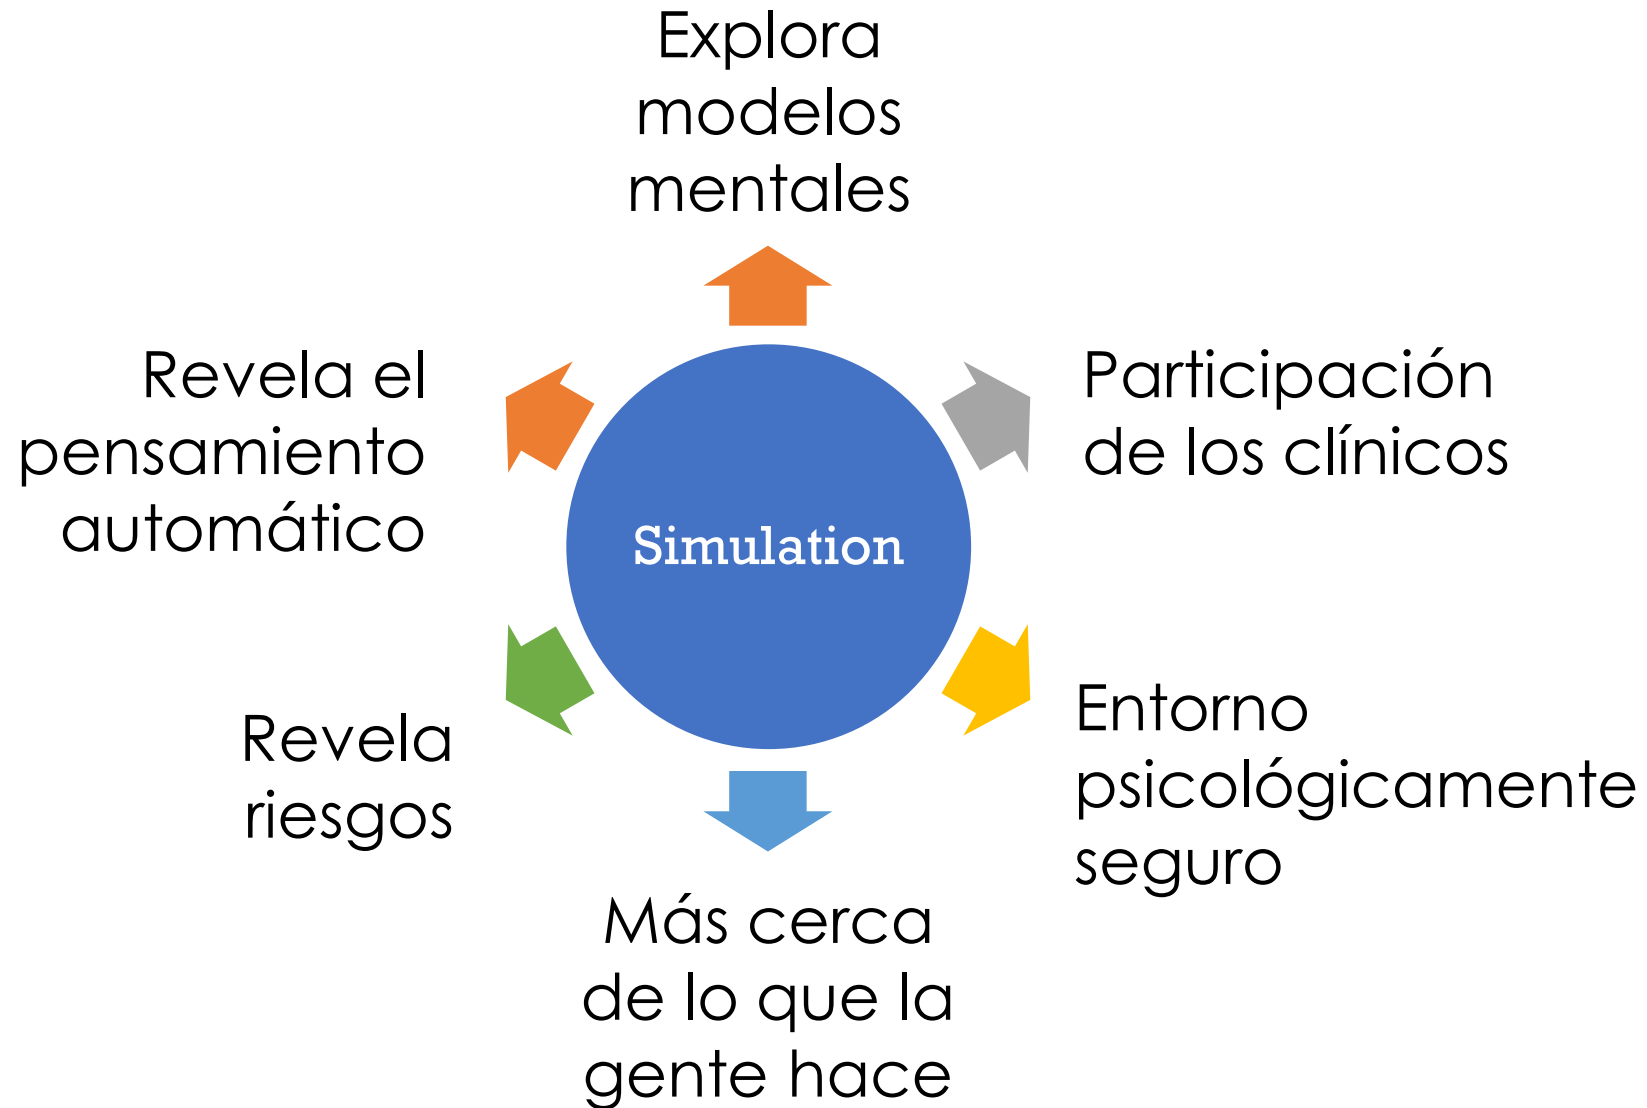 Explora
modelos
mentales
Revela el
pensamiento
automático
Participación
de los clínicos
Simulation
Revela
riesgos
Entorno
psicológicamente
seguro
Más cerca
de lo que la
gente hace